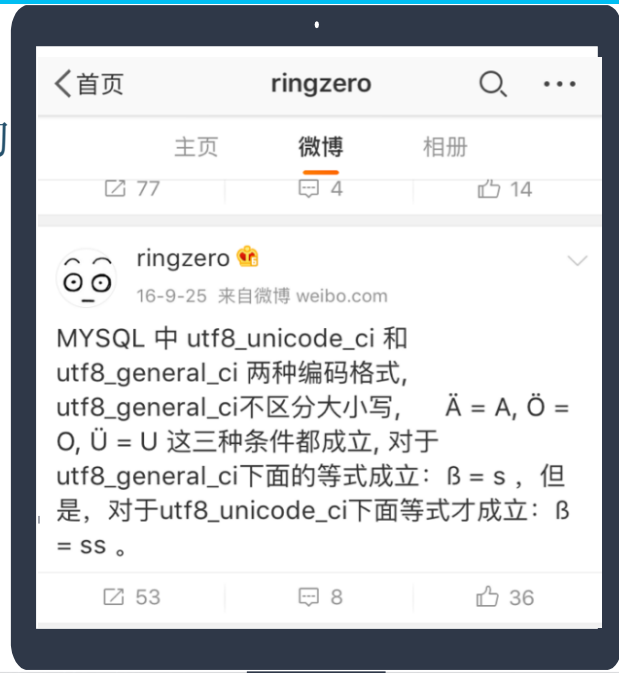 首页 ringzero
主页 微博 相册
77 4 14
ringzero
16-9-25 来自微博 weibo.com
MYSQL 中 utf8_unicode_ci 和
utf8_general_ci 两种编码格式,
utf8_general_ci不区分大小写, Ä = A, Ö =
O, Ü = U 这三种条件都成立, 对于
utf8_general_ci下面的等式成立：ß = s ，但
是，对于utf8_unicode_ci下面等式才成立：ß
= ss 。
53 8 36